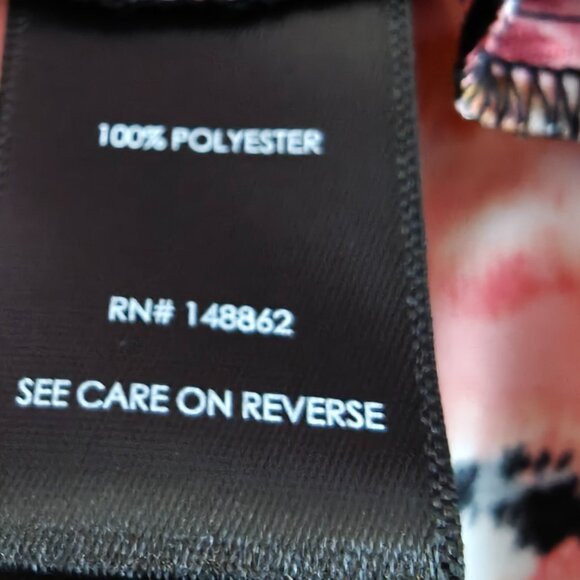 100% POLYESTER
RN# 148862
SEE CARE ON REVERSE